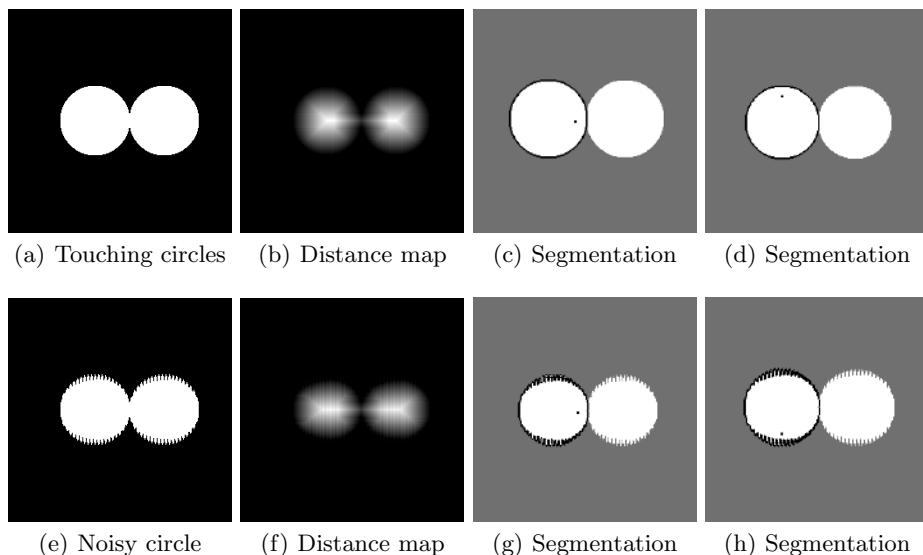 (a) Touching circles (b) Distance map (c) Segmentation (d) Segmentation
(e) Noisy circle (f) Distance map (g) Segmentation (h) Segmentation